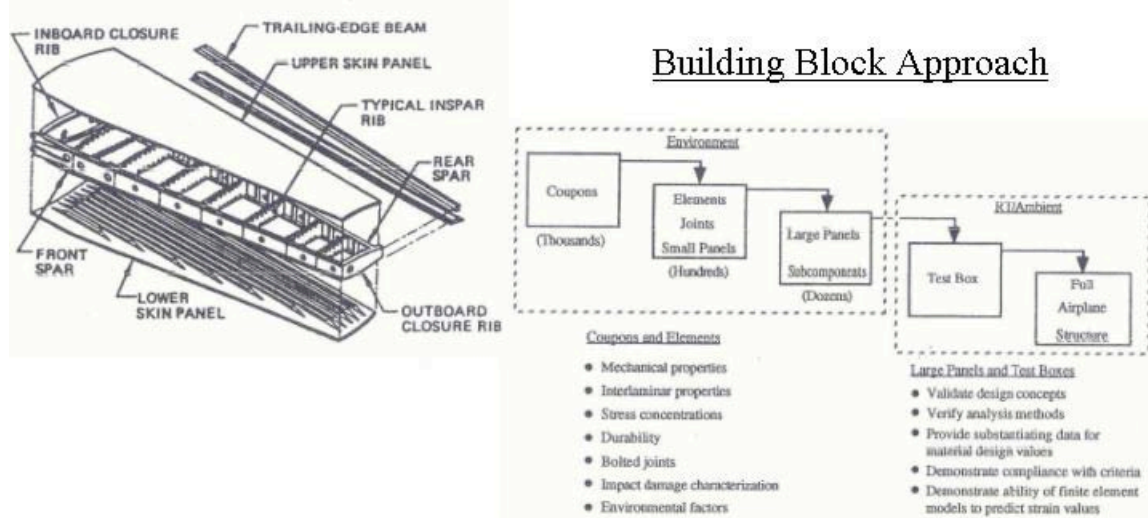 INBOARD CLOSURE
RIB
TRAILING-EDGE BEAM
UPPER SKIN PANEL
TYPICAL INSPAR
RIB
REAR
SPAR
FRONT
SPAR
LOWER
SKIN PANEL
OUTBOARD
CLOSURE RIB
Building Block Approach
Environment
Coupons
(Thousands)
Elements
Joints
Small Panels
(Hundreds)
Large Panels
Subcomponents
(Dozens)
RT/Ambient
Test Box
Full
Airplane
Structure
Coupons and Elements
● Mechanical properties
● Interlaminar properties
● Stress concentrations
● Durability
● Bolted joints
● Impact damage characterization
● Environmental factors
Large Panels and Test Boxes
● Validate design concepts
● Verify analysis methods
● Provide substantiating data for
material design values
● Demonstrate compliance with criteria
● Demonstrate ability of finite element
models to predict strain values